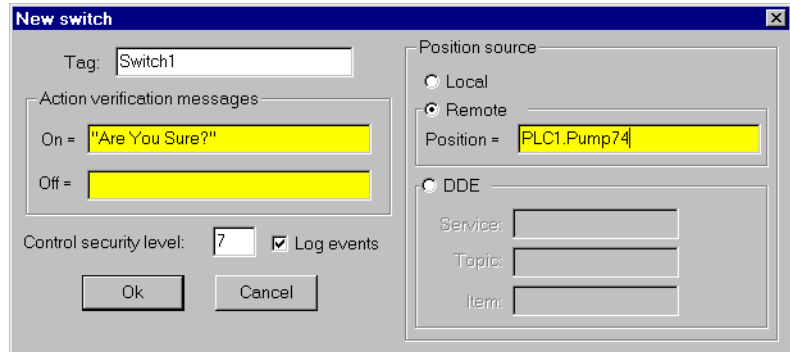 New switch
Tag: Switch1
Action verification messages
On = "Are You Sure?"
Off =
Control security level: 7 Log events
Ok Cancel
Position source
Local
Remote
Position = PLC1.Pump74
DDE
Service:
Topic:
Item: